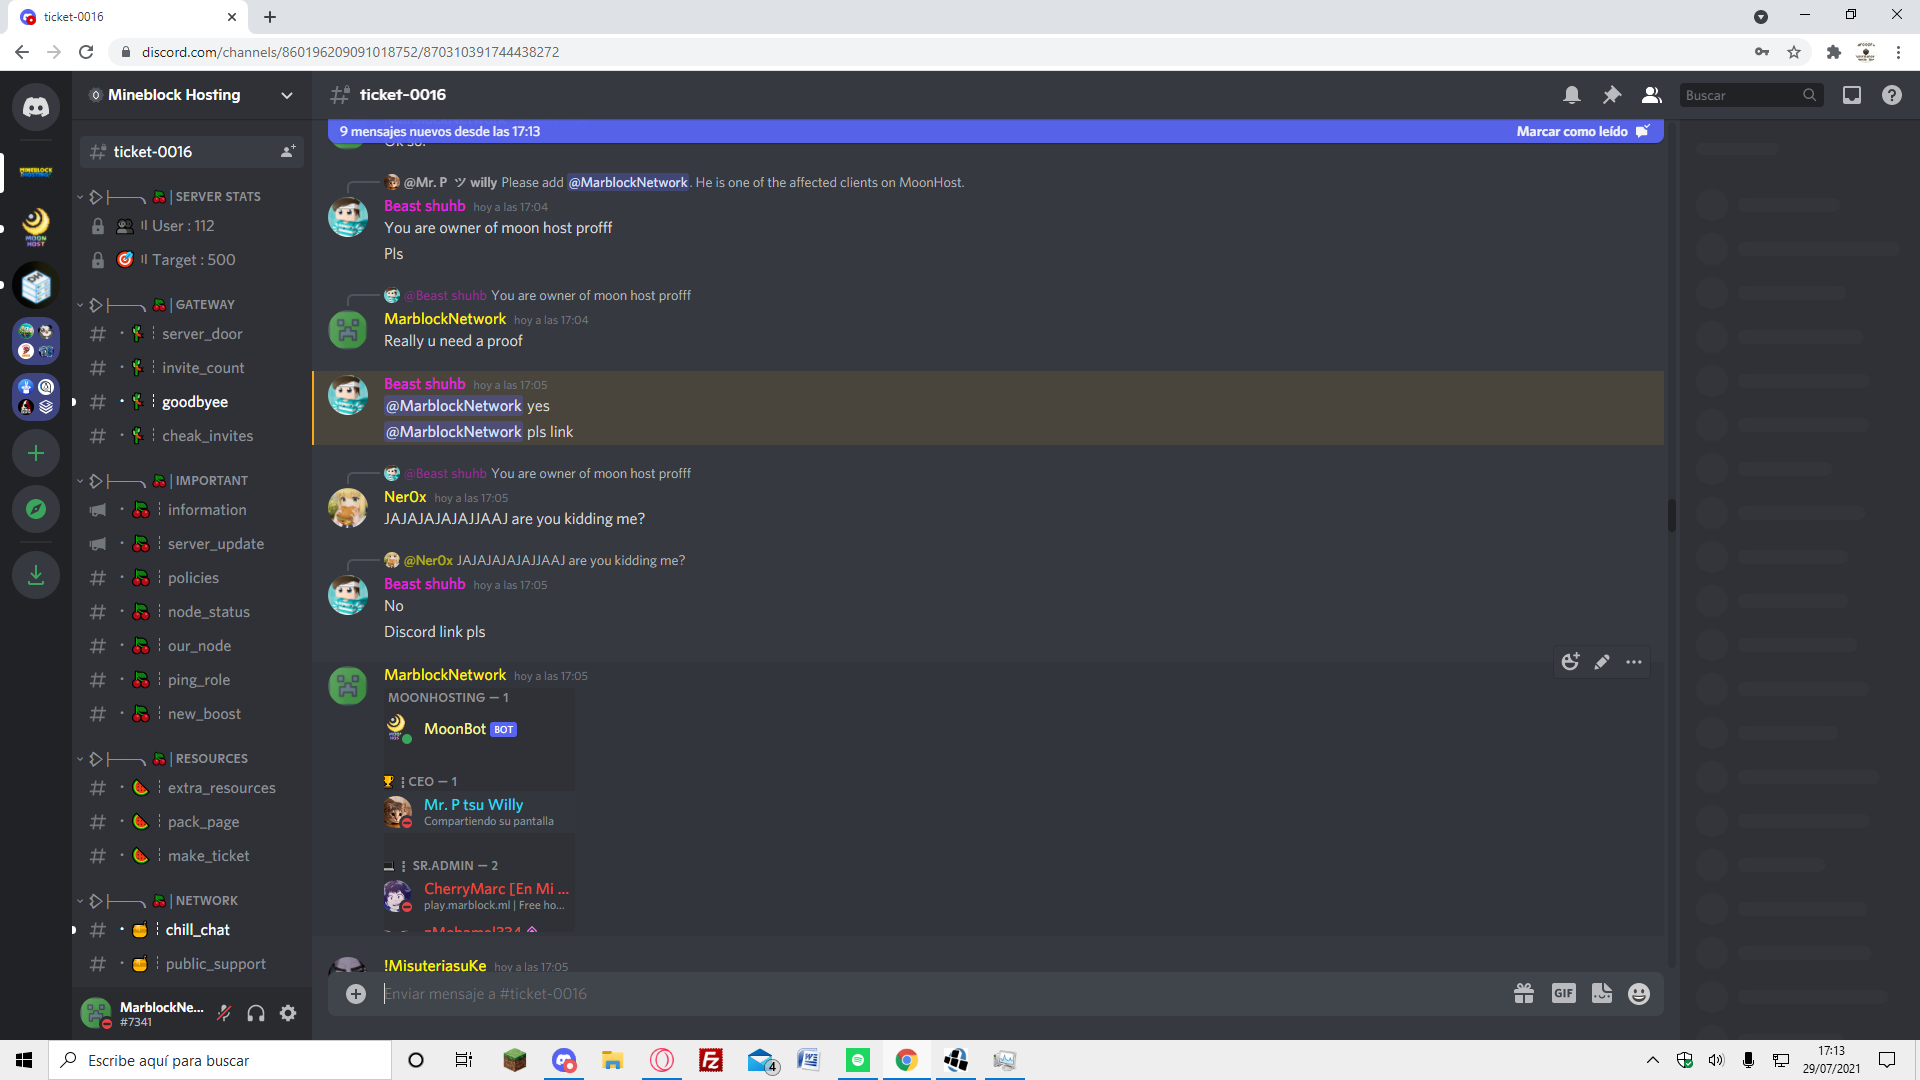 ticket-0016
discord.com/channels/860196209091018752/870310391744438272
Mineblock Hosting
ticket-0016
Buscar
9 mensajes nuevos desde las 17:13
Marcar como leído
ticket-0016
SERVER STATS
User : 112
Target : 500
GATEWAY
server_door
invite_count
goodbyee
cheak_invites
IMPORTANT
information
server_update
policies
node_status
our_node
ping_role
new_boost
RESOURCES
extra_resources
pack_page
make_ticket
NETWORK
chill_chat
public_support
MarblockNe...
#7341
@Mr. P ツ willy Please add @MarblockNetwork. He is one of the affected clients on MoonHost.
Beast shuhb hoy a las 17:04
You are owner of moon host profff
Pls
@Beast shuhb You are owner of moon host profff
MarblockNetwork hoy a las 17:04
Really u need a proof
Beast shuhb hoy a las 17:05
@MarblockNetwork yes
@MarblockNetwork pls link
@Beast shuhb You are owner of moon host profff
Ner0x hoy a las 17:05
JAJAJAJAJAJJAAJ are you kidding me?
@Ner0x JAJAJAJAJAJJAAJ are you kidding me?
Beast shuhb hoy a las 17:05
No
Discord link pls
MarblockNetwork hoy a las 17:05
MOONHOSTING — 1
MoonBot BOT
CEO — 1
Mr. P tsu Willy
Compartiendo su pantalla
SR.ADMIN — 2
CherryMarc [En Mi ...
play.marblock.ml | Free ho...
!MisuteriasuKe hoy a las 17:05
Enviar mensaje a #ticket-0016
GIF
Escribe aquí para buscar
4
17:13
29/07/2021